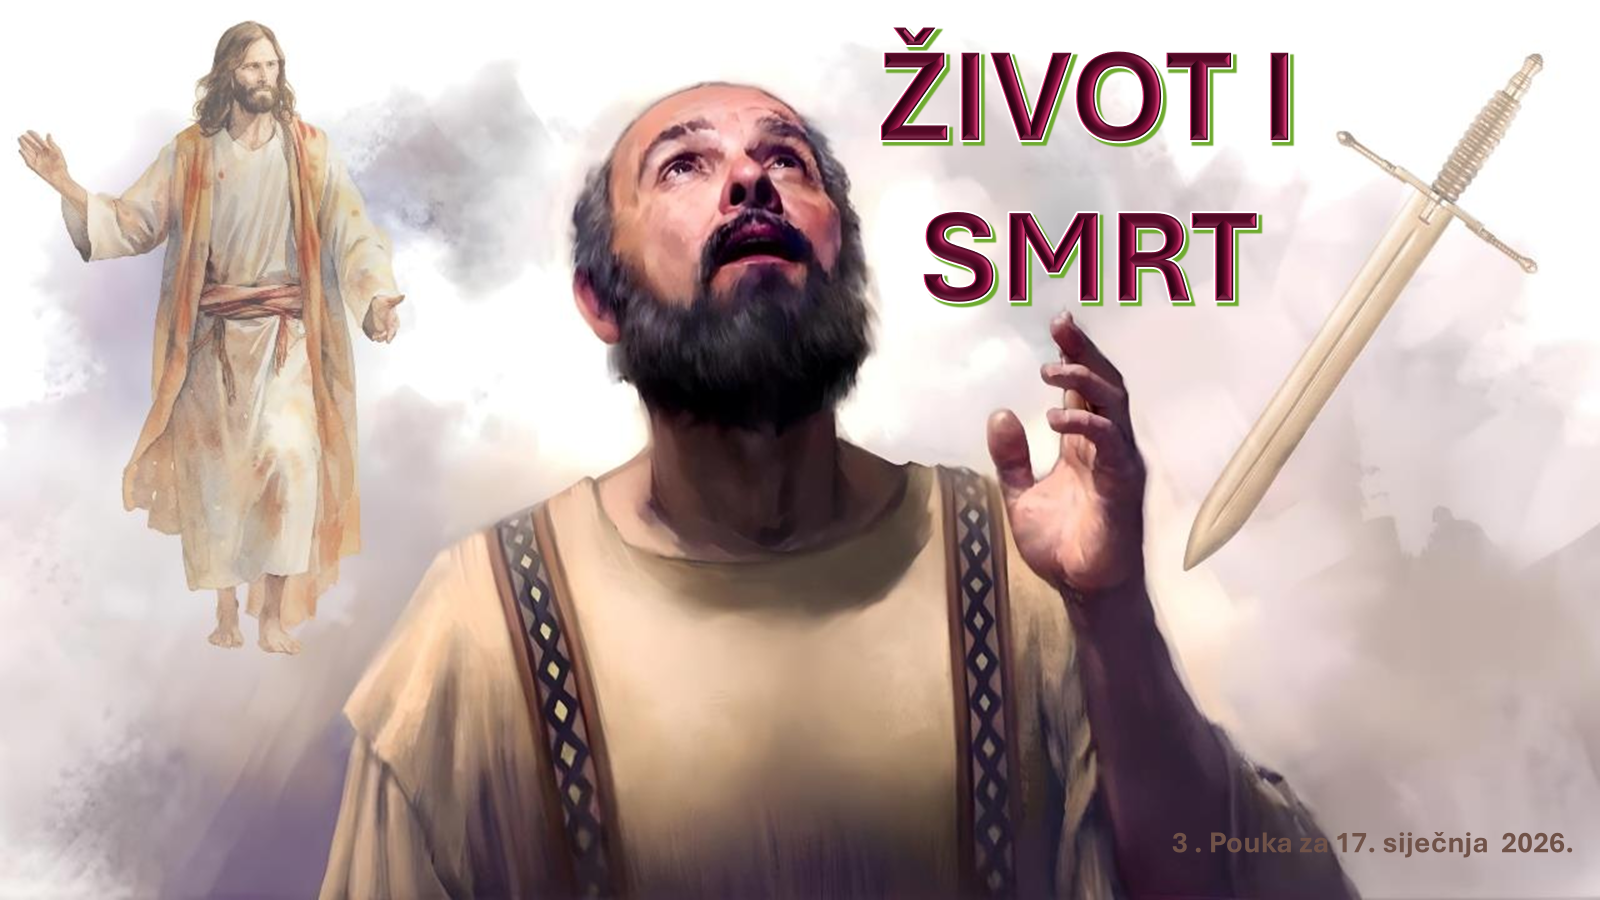 ŽIVOT I
SMRT
3 . Pouka za 17. siječnja 2026.